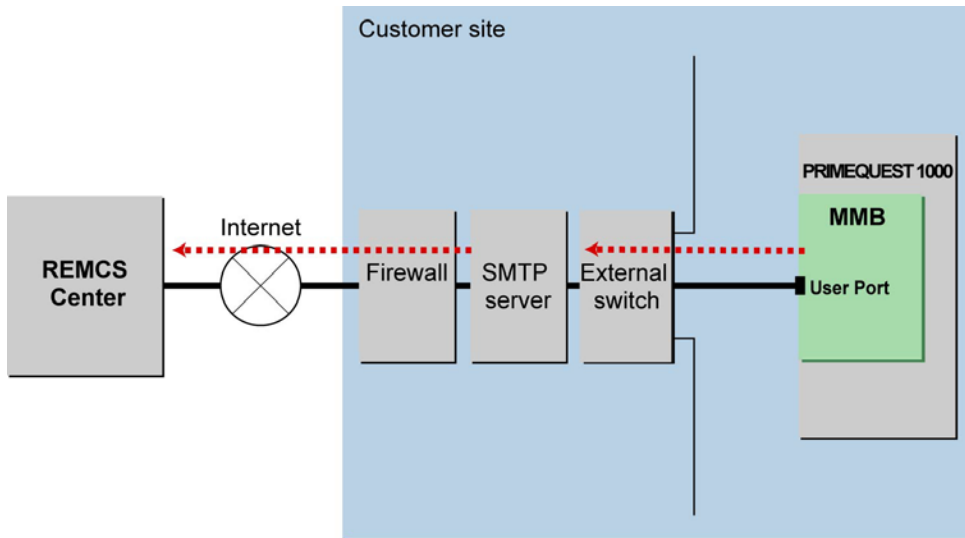 Customer site
PRIMEQUEST 1000
MMB
User Port
Internet
REMCS
Center
Firewall
SMTP
server
External
switch